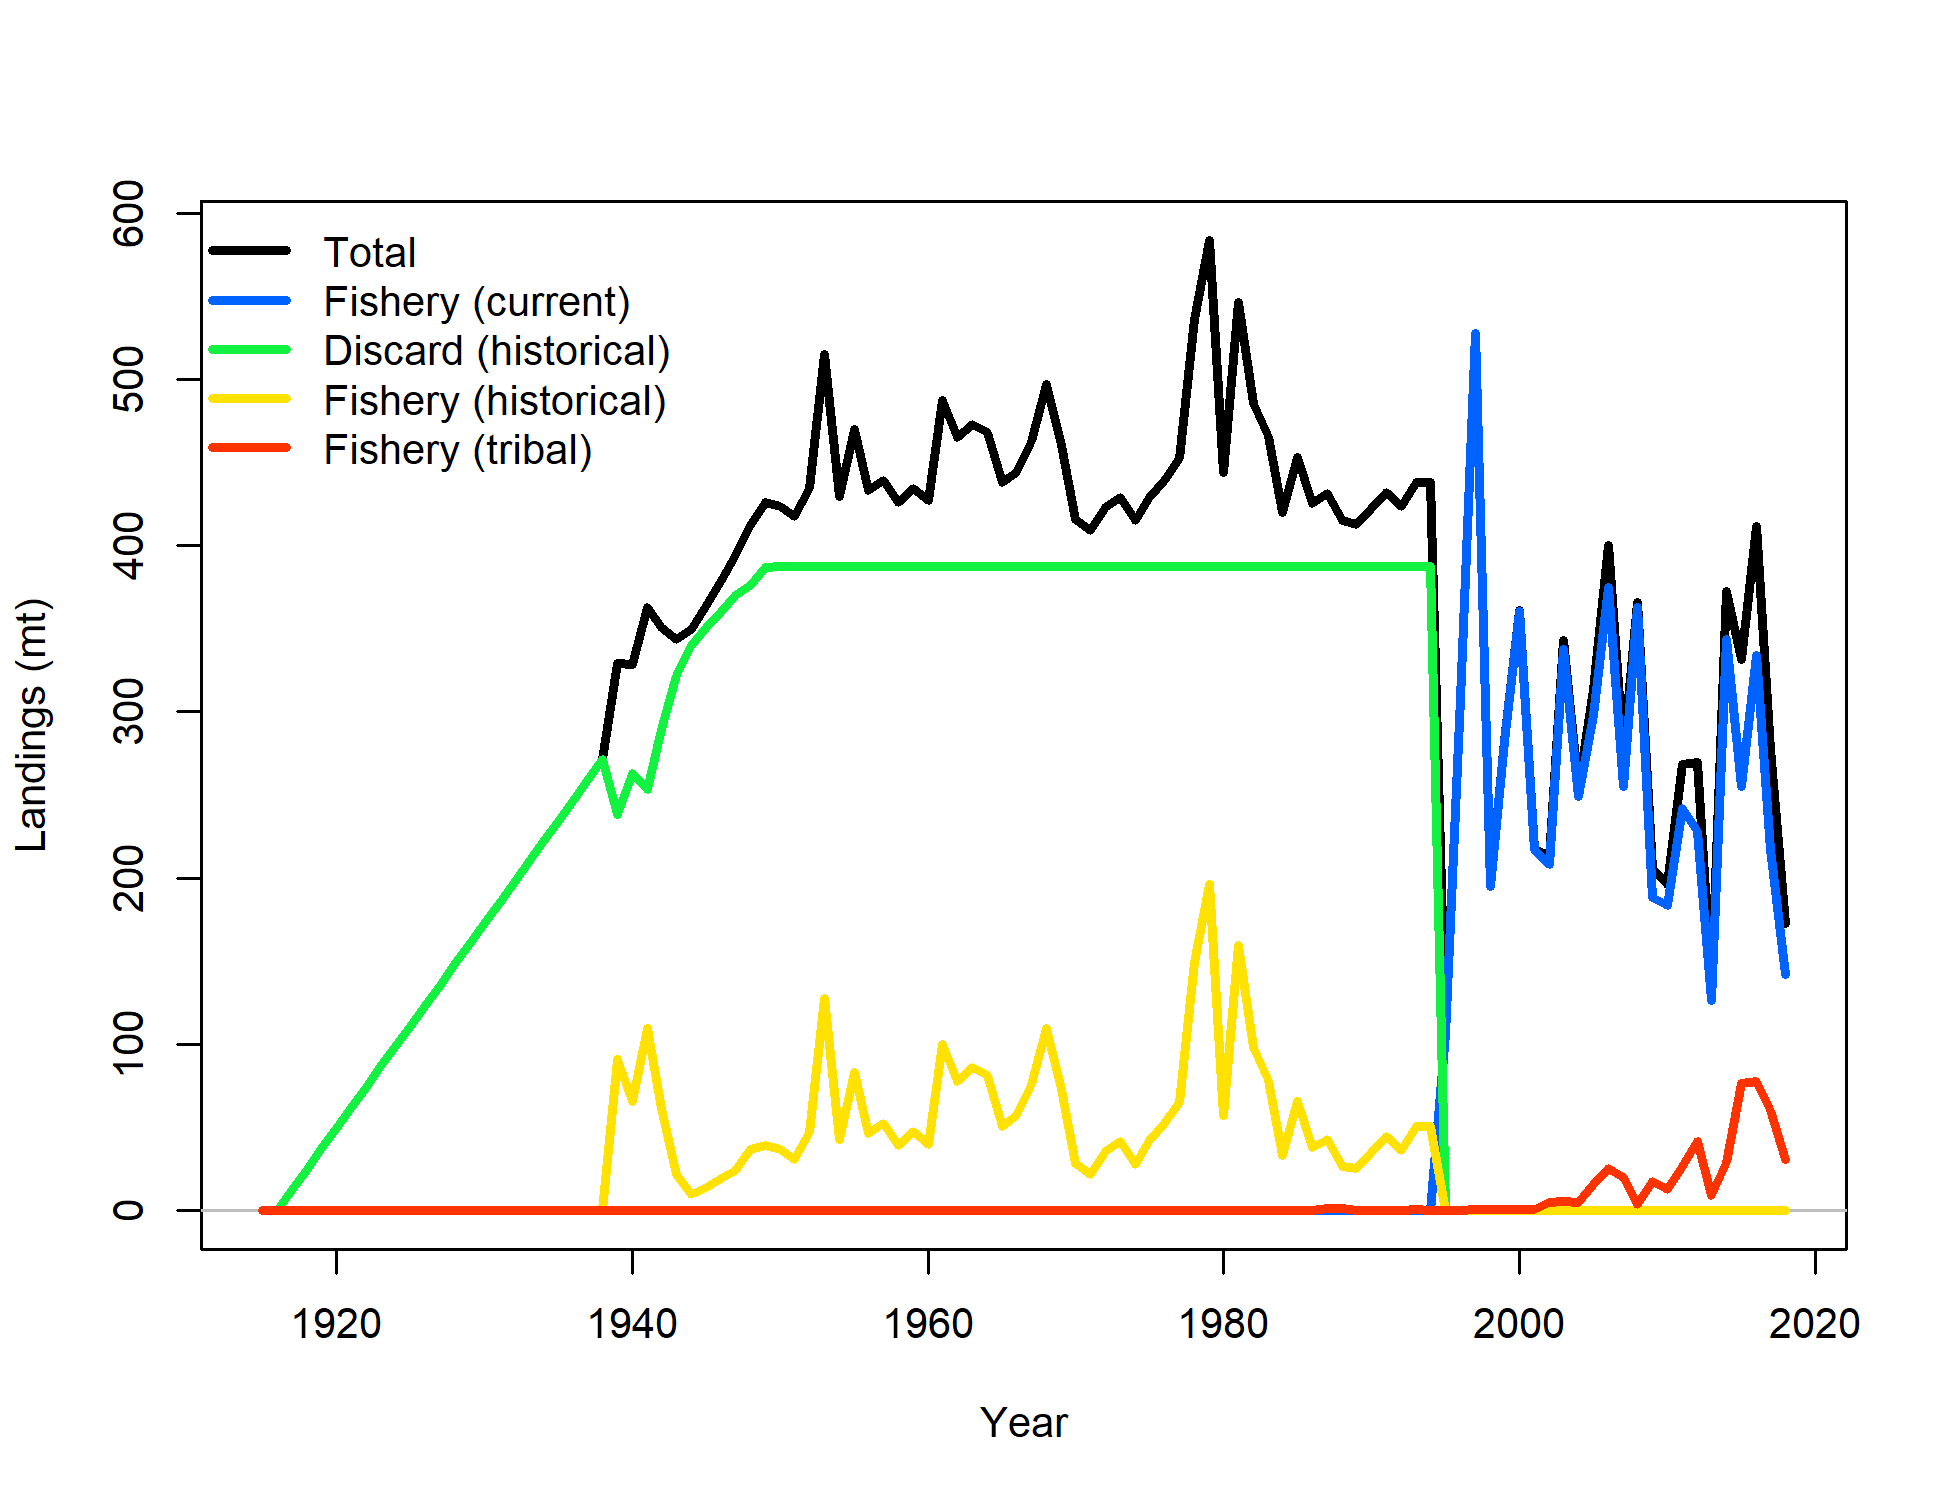 Total
Fishery (current)
Discard (historical)
Fishery (historical)
Fishery (tribal)
600
500
400
300
200
100
0
Landings (mt)
1920 1940 1960 1980 2000 2020
Year